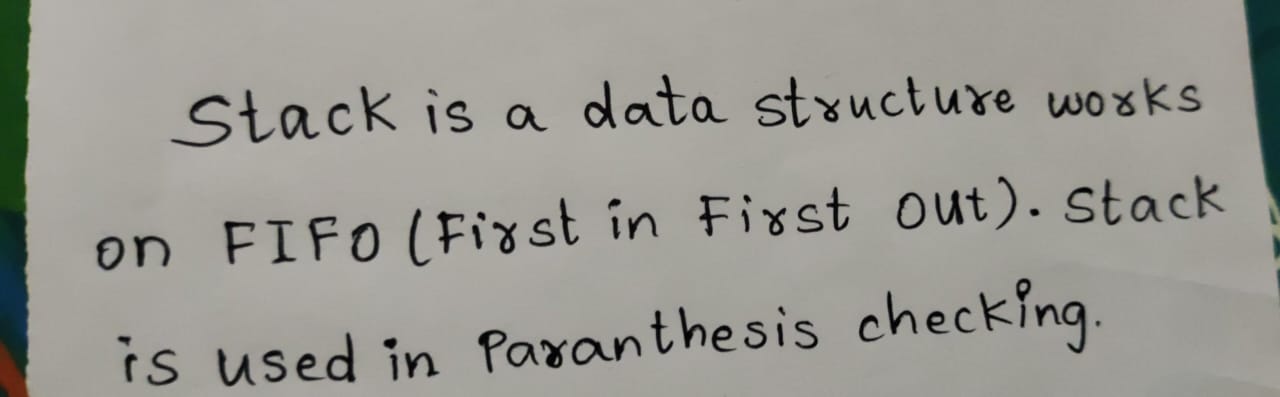 Stack is a data structure works
on FIFO (First in First out). Stack
is used in Paranthesis checking.